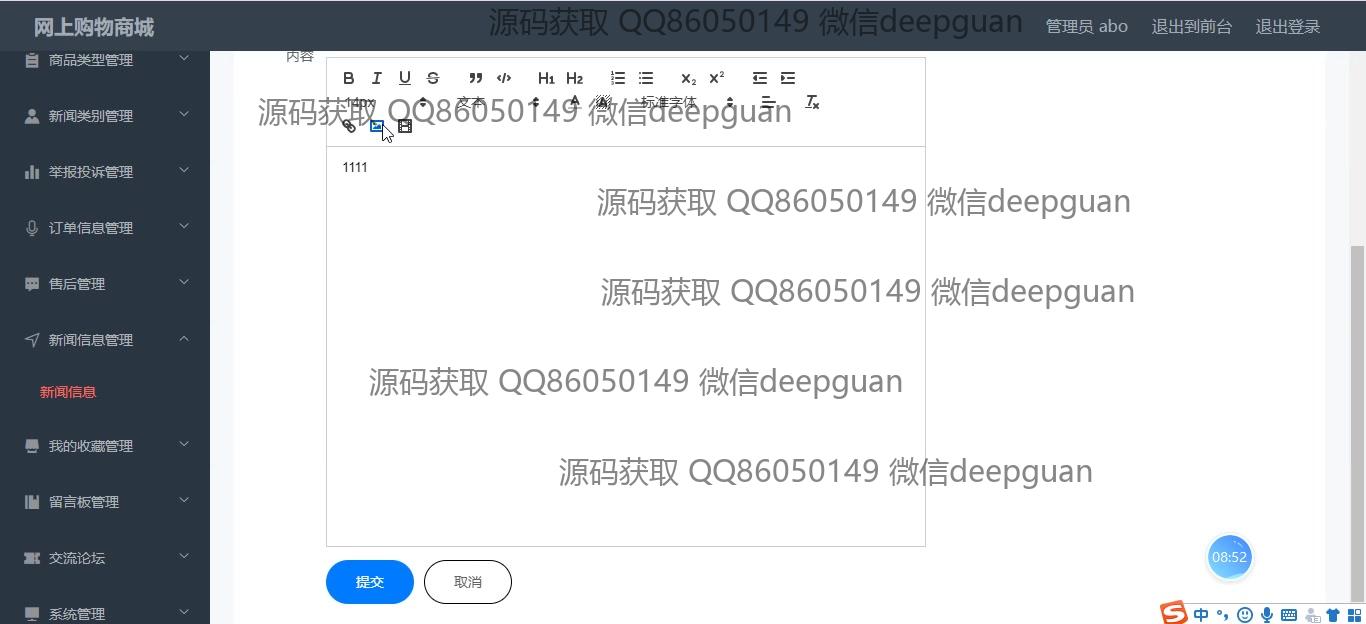 网上购物商城
源码获取 QQ86050149 微信deepguan
管理员 abo
退出到前台
退出登录
商品类型管理
内容
B I U S H1 H2 X2 X2
新闻类别管理
14px 文本 标准字体
源码获取 QQ86050149 微信deepguan
举报投诉管理
1111
源码获取 QQ86050149 微信deepguan
订单信息管理
售后管理
源码获取 QQ86050149 微信deepguan
新闻信息管理
新闻信息
源码获取 QQ86050149 微信deepguan
我的收藏管理
源码获取 QQ86050149 微信deepguan
留言板管理
交流论坛
08:52
提交
取消
系统管理
中